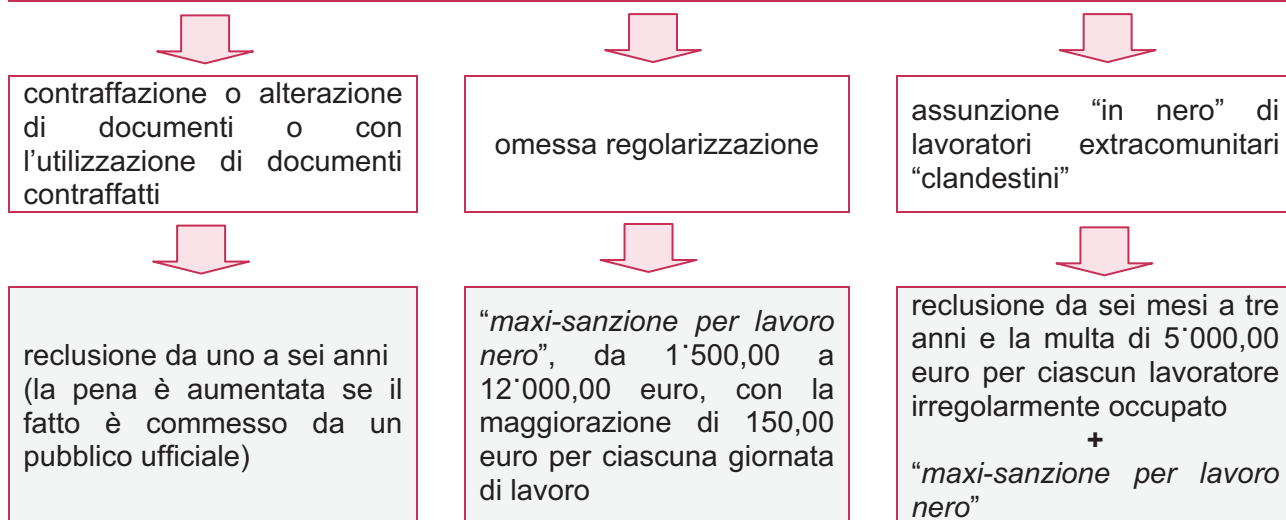 contraffazione o alterazione
di documenti o con
l’utilizzazione di documenti
contraffatti
omessa regolarizzazione
assunzione “in nero” di
lavoratori extracomunitari
“clandestini”
reclusione da uno a sei anni
(la pena è aumentata se il
fatto è commesso da un
pubblico ufficiale)
“maxi-sanzione per lavoro
nero”, da 1˙500,00 a
12˙000,00 euro, con la
maggiorazione di 150,00
euro per ciascuna giornata
di lavoro
reclusione da sei mesi a tre
anni e la multa di 5˙000,00
euro per ciascun lavoratore
irregolarmente occupato
+
“maxi-sanzione per lavoro
nero”